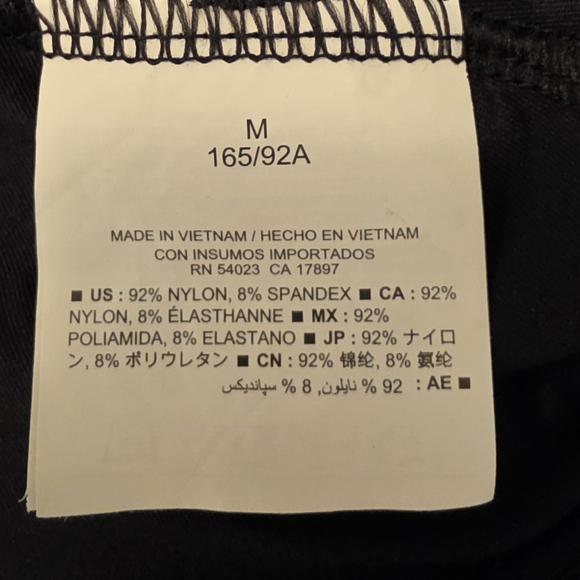 M
165/92A
MADE IN VIETNAM / HECHO EN VIETNAM
CON INSUMOS IMPORTADOS
RN 54023 CA 17897
■ US : 92% NYLON, 8% SPANDEX ■ CA : 92%
NYLON, 8% ÉLASTHANNE ■ MX : 92%
POLIAMIDA, 8% ELASTANO ■ JP : 92% ナイロ
ン, 8% ポリウレタン ■ CN : 92% 锦纶, 8% 氨纶
■ AE : 92 % نايلون, 8 % سپانديكس